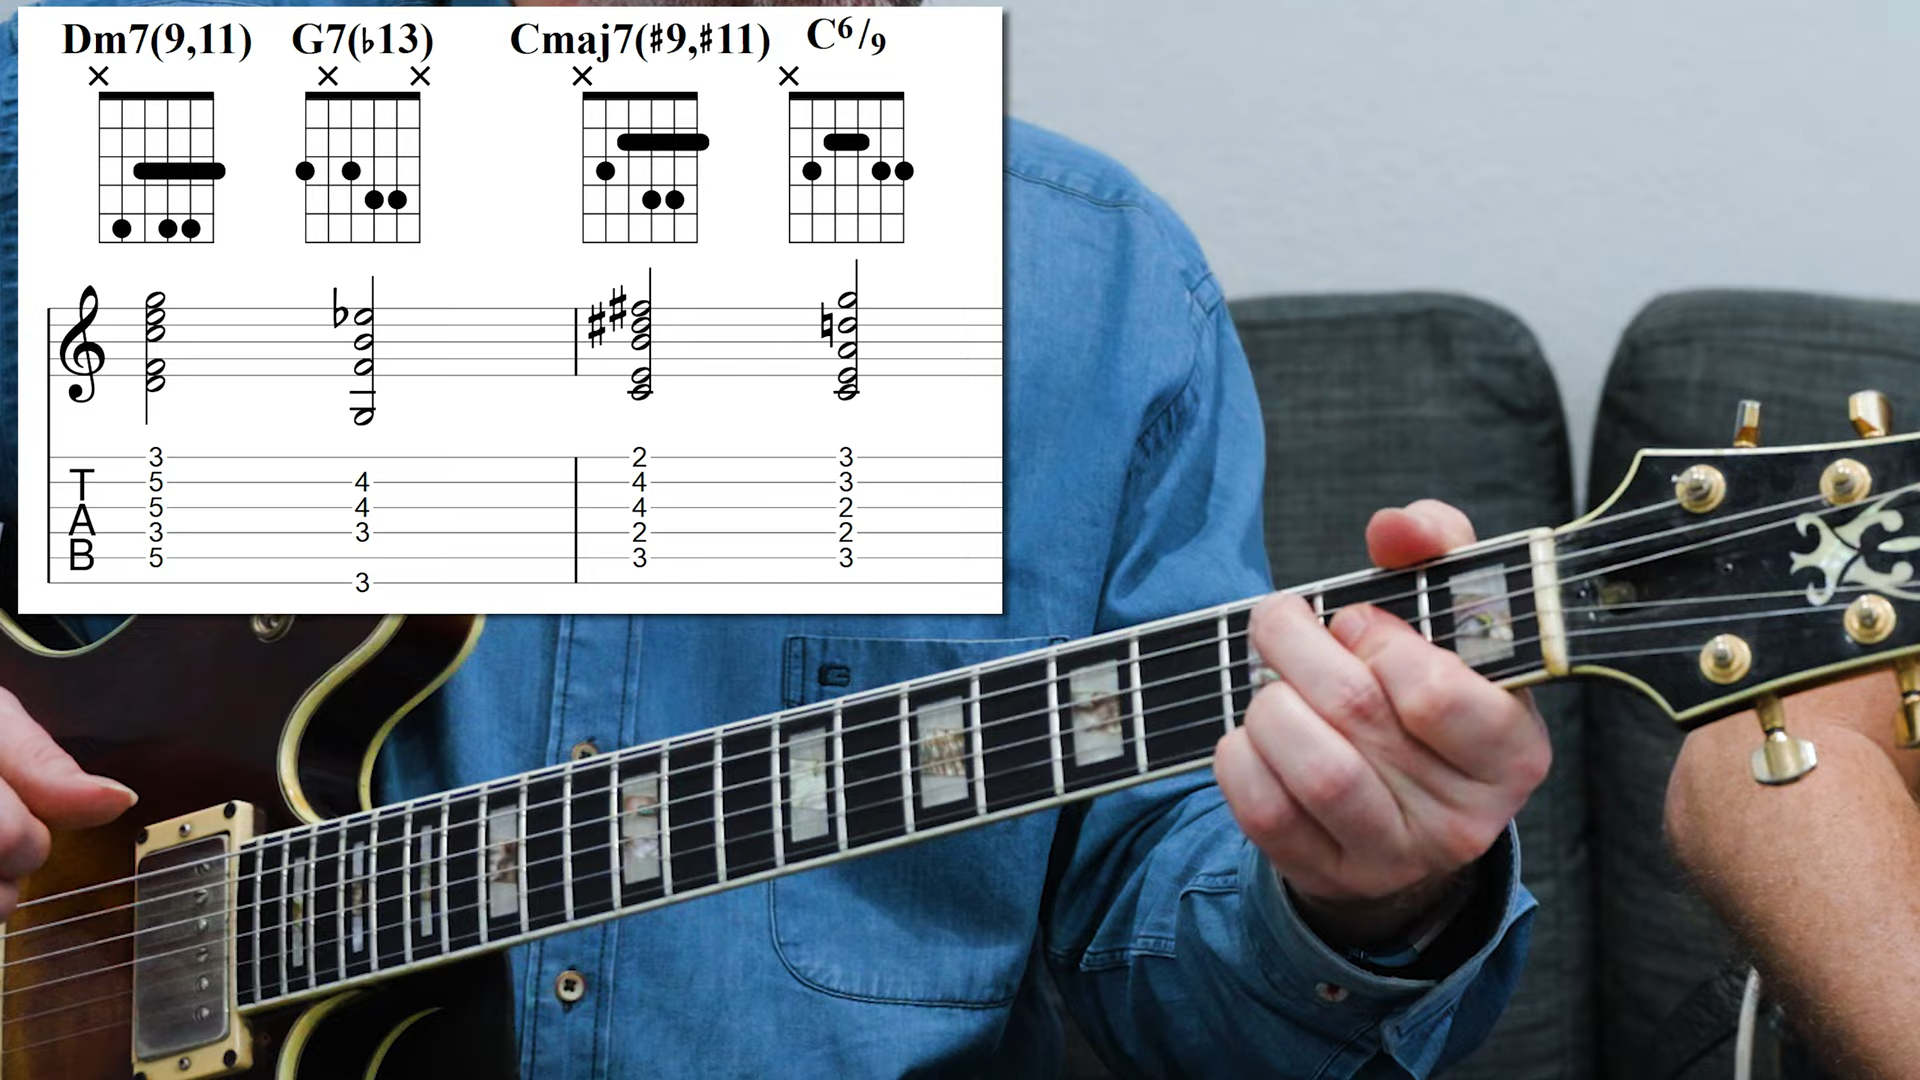 Dm7(9,11) G7(♭13) Cmaj7(♯9,♯11) C6/9
× × × × ×
3 2 3
T 5 4 4 3
5 4 4 2
A 3 3 2 2
B 5 3 3
3